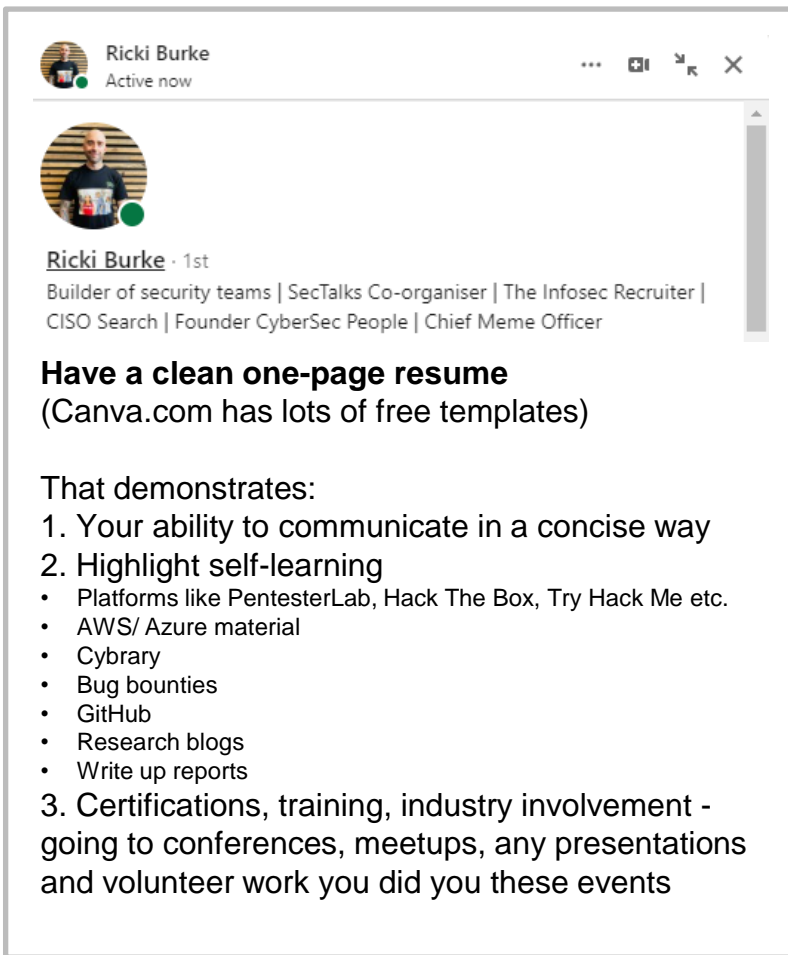 Ricki Burke
Active now
Ricki Burke · 1st
Builder of security teams | SecTalks Co-organiser | The Infosec Recruiter |
CISO Search | Founder CyberSec People | Chief Meme Officer
Have a clean one-page resume
(Canva.com has lots of free templates)
That demonstrates:
1. Your ability to communicate in a concise way
2. Highlight self-learning
• Platforms like PentesterLab, Hack The Box, Try Hack Me etc.
• AWS/ Azure material
• Cybrary
• Bug bounties
• GitHub
• Research blogs
• Write up reports
3. Certifications, training, industry involvement -
going to conferences, meetups, any presentations
and volunteer work you did you these events